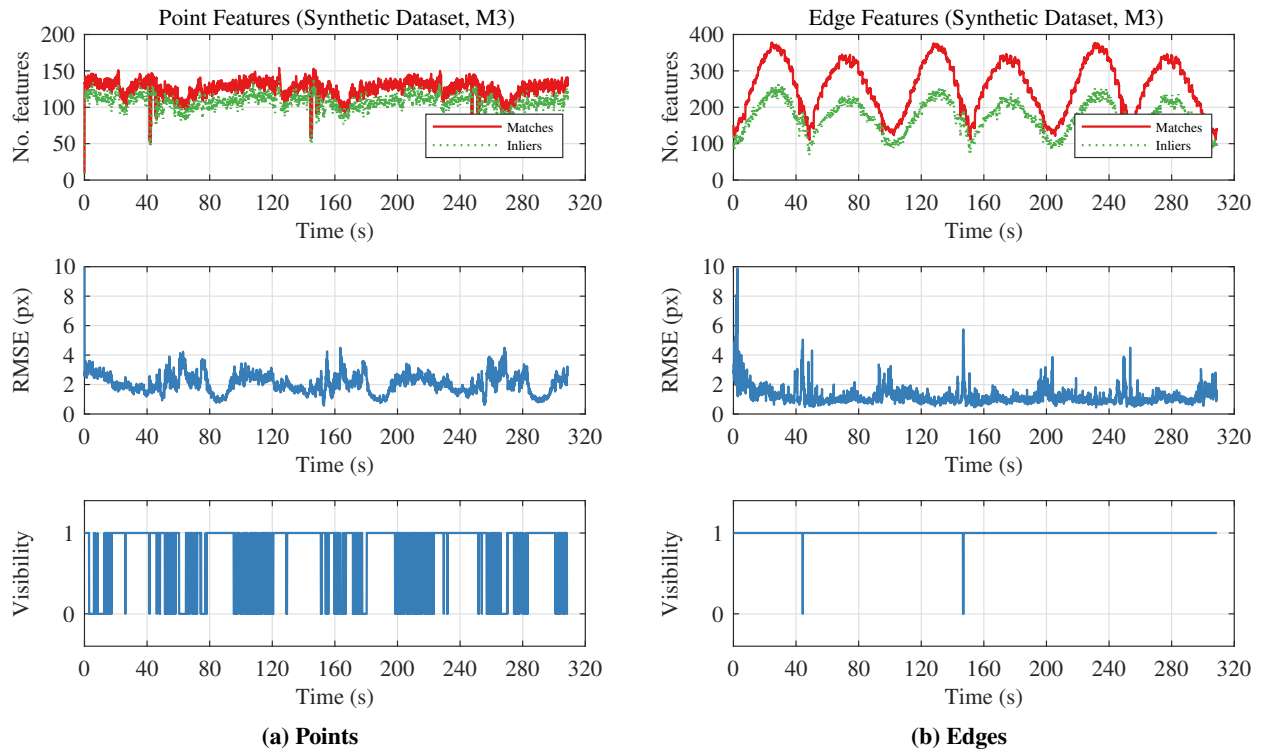 Point Features (Synthetic Dataset, M3)
200
150
100
50
0
No. features
Matches
Inliers
0 40 80 120 160 200 240 280 320
Time (s)
10
8
6
4
2
0
RMSE (px)
0 40 80 120 160 200 240 280 320
Time (s)
1
0
Visibility
0 40 80 120 160 200 240 280 320
Time (s)
(a) Points
Edge Features (Synthetic Dataset, M3)
400
300
200
100
0
No. features
Matches
Inliers
0 40 80 120 160 200 240 280 320
Time (s)
10
8
6
4
2
0
RMSE (px)
0 40 80 120 160 200 240 280 320
Time (s)
1
0
Visibility
0 40 80 120 160 200 240 280 320
Time (s)
(b) Edges